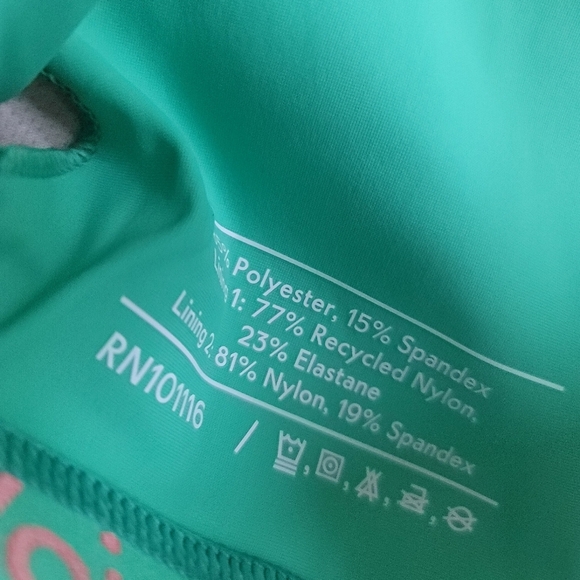 Polyester, 15% Spandex
1: 77% Recycled Nylon,
23% Elastane
Lining 2, 81% Nylon, 19% Spandex
RN101116